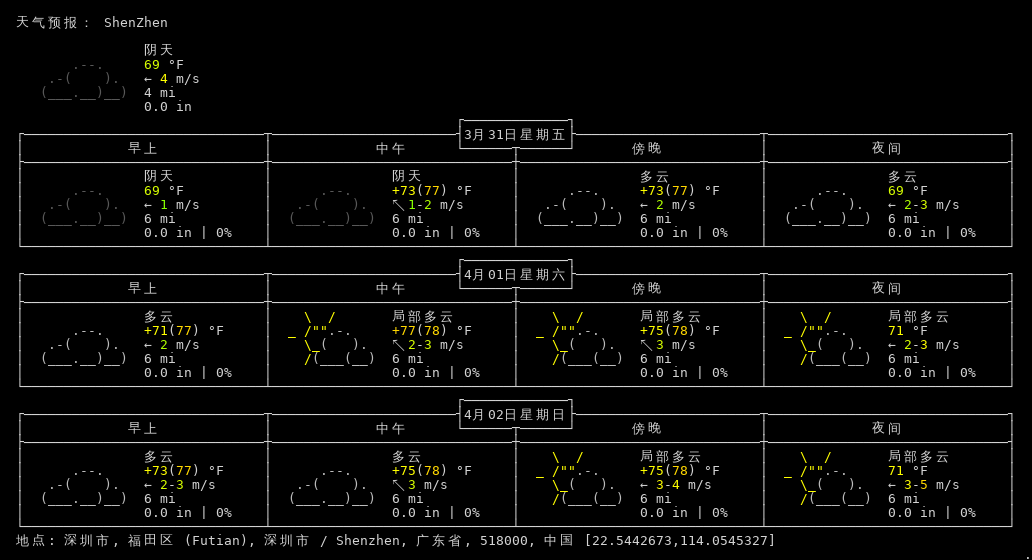 天气预报： ShenZhen
阴天
69 °F
← 4 m/s
4 mi
0.0 in
3月31日星期五
早上 中午 傍晚 夜间
阴天 阴天 多云 多云
69 °F +73(77) °F +73(77) °F 69 °F
← 1 m/s ↖ 1-2 m/s ← 2 m/s ← 2-3 m/s
6 mi 6 mi 6 mi 6 mi
0.0 in | 0% 0.0 in | 0% 0.0 in | 0% 0.0 in | 0%
4月01日星期六
早上 中午 傍晚 夜间
多云 局部多云 局部多云 局部多云
+71(77) °F +77(78) °F +75(78) °F 71 °F
← 2 m/s ↖ 2-3 m/s ↖ 3 m/s ← 2-3 m/s
6 mi 6 mi 6 mi 6 mi
0.0 in | 0% 0.0 in | 0% 0.0 in | 0% 0.0 in | 0%
4月02日星期日
早上 中午 傍晚 夜间
多云 多云 局部多云 局部多云
+73(77) °F +75(78) °F +75(78) °F 71 °F
← 2-3 m/s ↖ 3 m/s ← 3-4 m/s ← 3-5 m/s
6 mi 6 mi 6 mi 6 mi
0.0 in | 0% 0.0 in | 0% 0.0 in | 0% 0.0 in | 0%
地点: 深圳市, 福田区 (Futian), 深圳市 / Shenzhen, 广东省, 518000, 中国 [22.5442673,114.0545327]